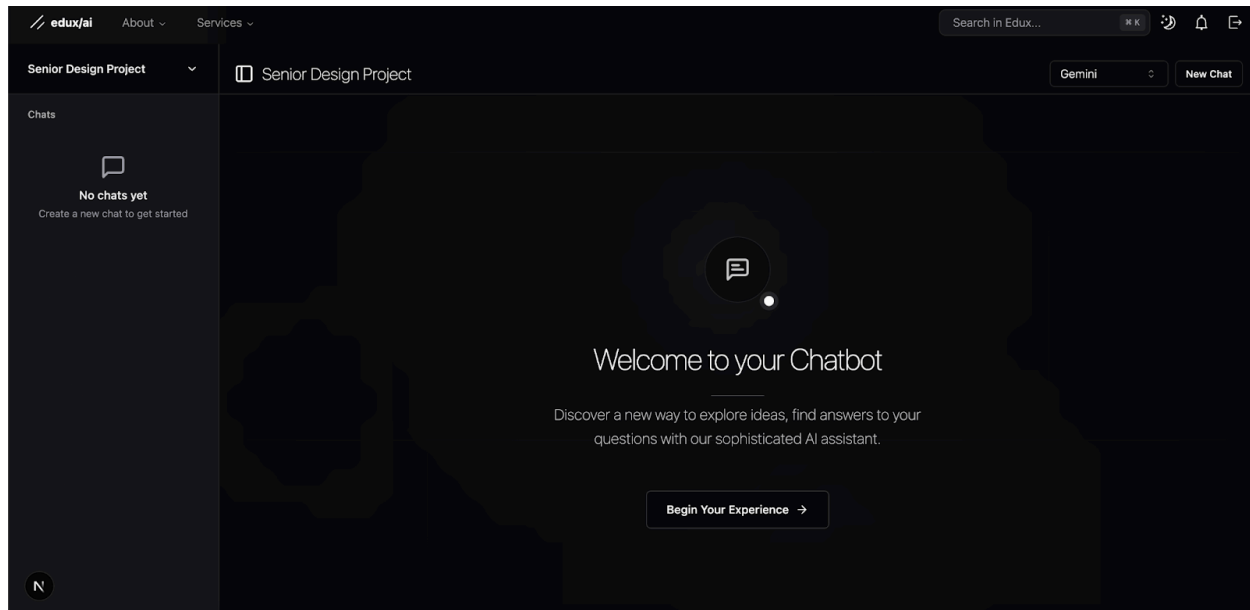 edux/ai
About
Services
Search in Edux...
⌘ K
Senior Design Project
Senior Design Project
Gemini
New Chat
Chats
No chats yet
Create a new chat to get started
Welcome to your Chatbot
Discover a new way to explore ideas, find answers to your
questions with our sophisticated AI assistant.
Begin Your Experience →
N